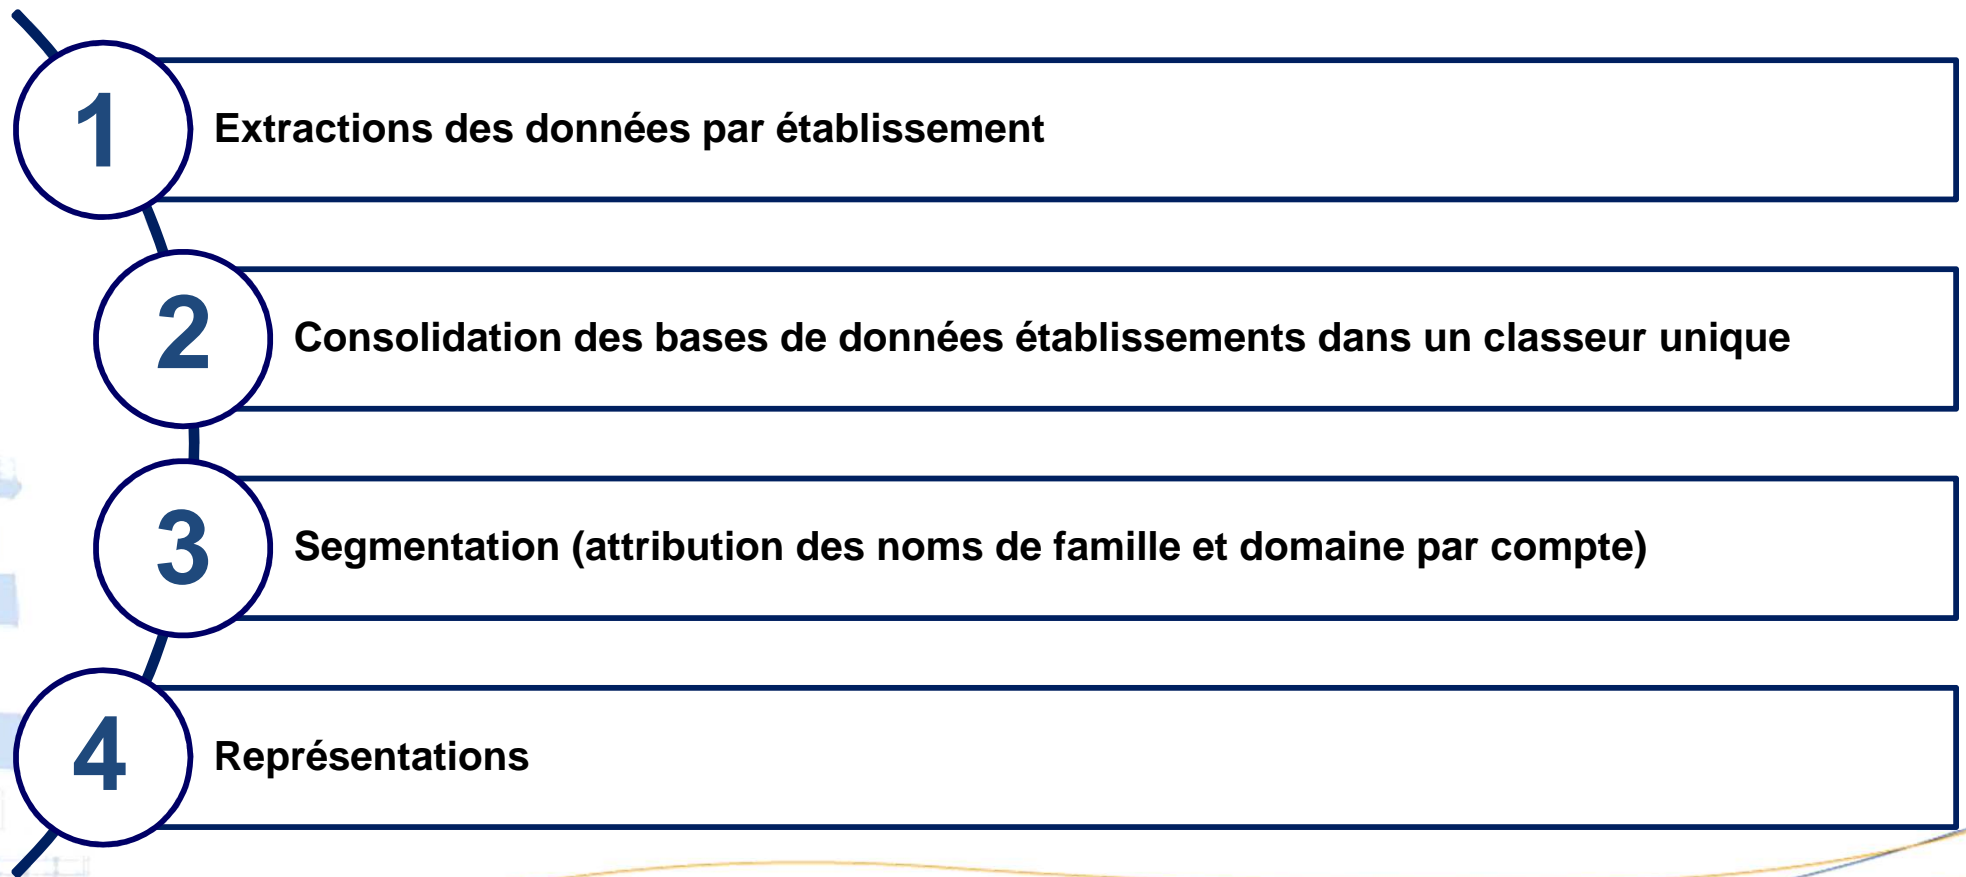 1
Extractions des données par établissement
2
Consolidation des bases de données établissements dans un classeur unique
3
Segmentation (attribution des noms de famille et domaine par compte)
4
Représentations